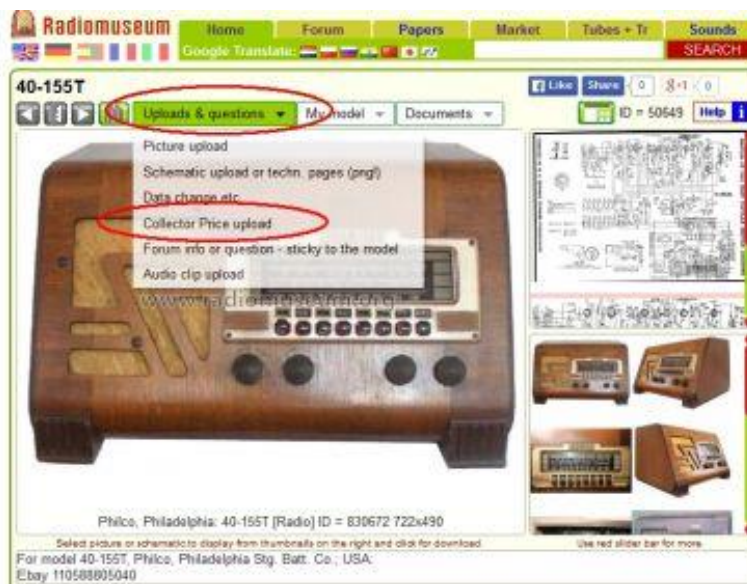 Radiomuseum
Home Forum Papers Market Tubes + Tr Sounds
Google Translate:
SEARCH
40-155T
Like Share 0 g+1 0
Uploads & questions My model Documents
ID = 50649 Help i
Picture upload
Schematic upload or techn. pages (png!)
Data change etc.
Collector Price upload
Forum info or question - sticky to the model
Audio clip upload
www.radiomuseum.org
Philco, Philadelphia: 40-155T [Radio] ID = 830672 722x490
Select picture or schematic to display from thumbnails on the right and click for download.
Use red slider bar for more.
For model 40-155T, Philco, Philadelphia Stg. Batt. Co.; USA:
Ebay 110588805040